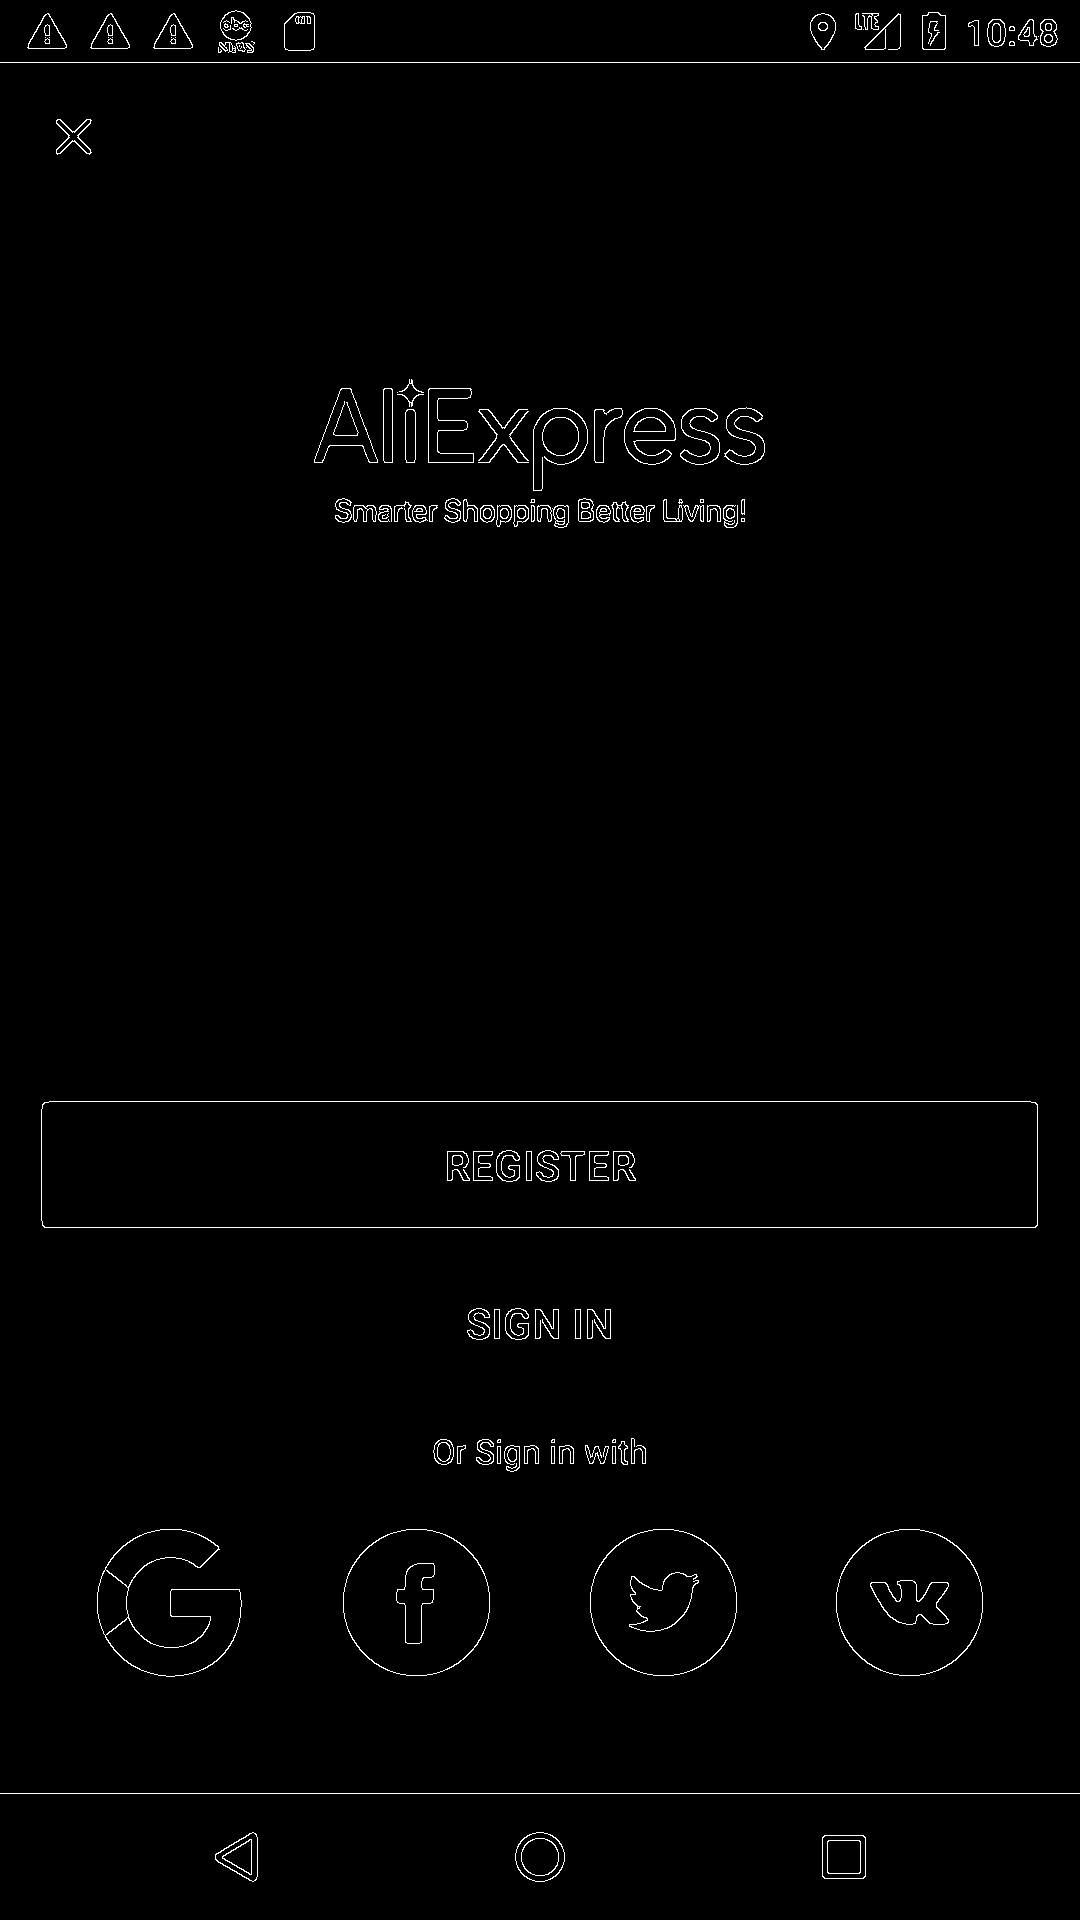 abc
NEWS
LTE
10:48
AliExpress
Smarter Shopping Better Living!
REGISTER
SIGN IN
Or Sign in with